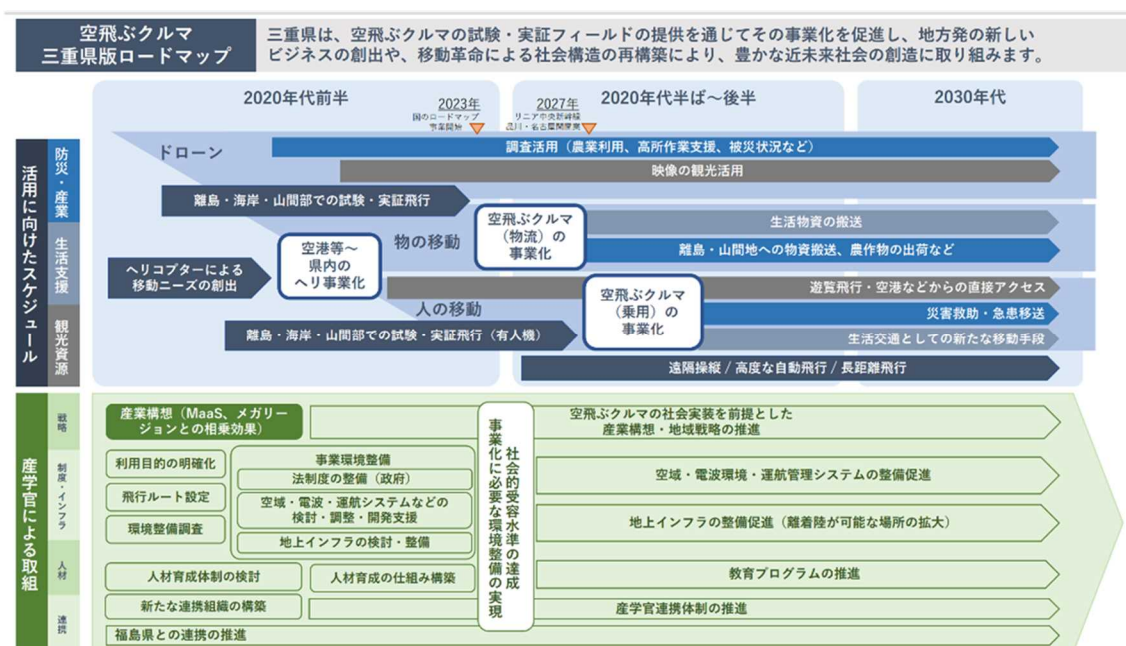 空飛ぶクルマ
三重県版ロードマップ
三重県は、空飛ぶクルマの試験・実証フィールドの提供を通じてその事業化を促進し、地方発の新しい
ビジネスの創出や、移動革命による社会構造の再構築により、豊かな近未来社会の創造に取り組みます。
2020年代前半
2023年
国のロードマップ
事業開始
2027年
リニア中央新幹線
品川・名古屋間開業
2020年代半ば～後半
2030年代
活用に向けたスケジュール
防災・産業
生活支援
観光資源
ドローン
調査活用（農業利用、高所作業支援、被災状況など）
映像の観光活用
離島・海岸・山間部での試験・実証飛行
物の移動
空飛ぶクルマ
（物流）の
事業化
生活物資の搬送
離島・山間地への物資搬送、農作物の出荷など
ヘリコプターによる
移動ニーズの創出
空港等～
県内の
ヘリ事業化
人の移動
遊覧飛行・空港などからの直接アクセス
空飛ぶクルマ
（乗用）の
事業化
災害救助・急患移送
離島・海岸・山間部での試験・実証飛行（有人機）
生活交通としての新たな移動手段
遠隔操縦 / 高度な自動飛行 / 長距離飛行
産学官による取組
戦略
制度・インフラ
人材
連携
産業構想（MaaS、メガリー
ジョンとの相乗効果）
空飛ぶクルマの社会実装を前提とした
産業構想・地域戦略の推進
利用目的の明確化
飛行ルート設定
環境整備調査
事業環境整備
法制度の整備（政府）
空域・電波・運航システムなどの
検討・調整・開発支援
地上インフラの検討・整備
社会的受容水準の達成
事業化に必要な環境整備の実現
空域・電波環境・運航管理システムの整備促進
地上インフラの整備促進（離着陸が可能な場所の拡大）
人材育成体制の検討
人材育成の仕組み構築
教育プログラムの推進
新たな連携組織の構築
産学官連携体制の推進
福島県との連携の推進